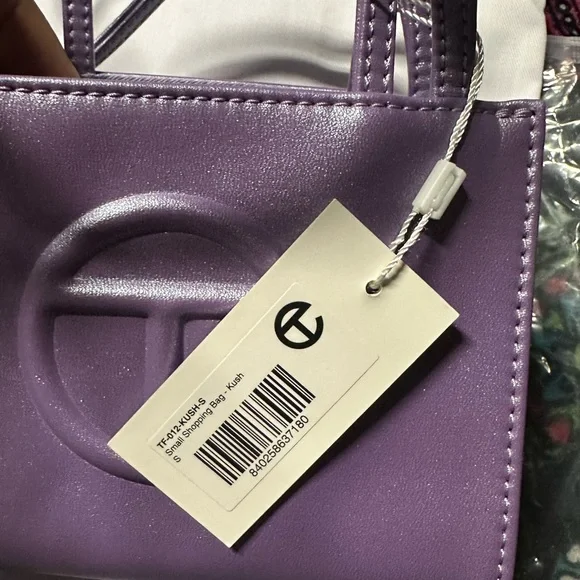 TF-012-KUSH-S
Small Shopping Bag - Kush
S
840258637180